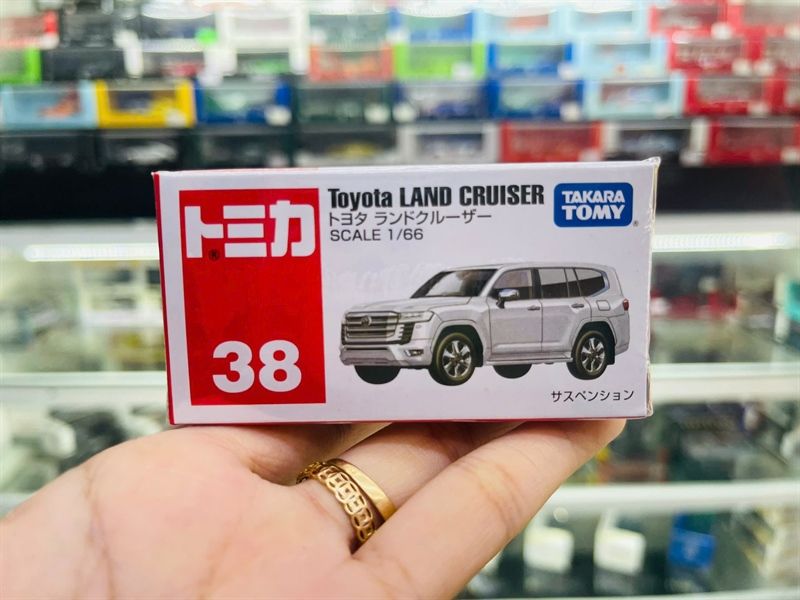 トミカ
®
38
Toyota LAND CRUISER
トヨタ ランドクルーザー
SCALE 1/66
TAKARA
TOMY
®
サスペンション